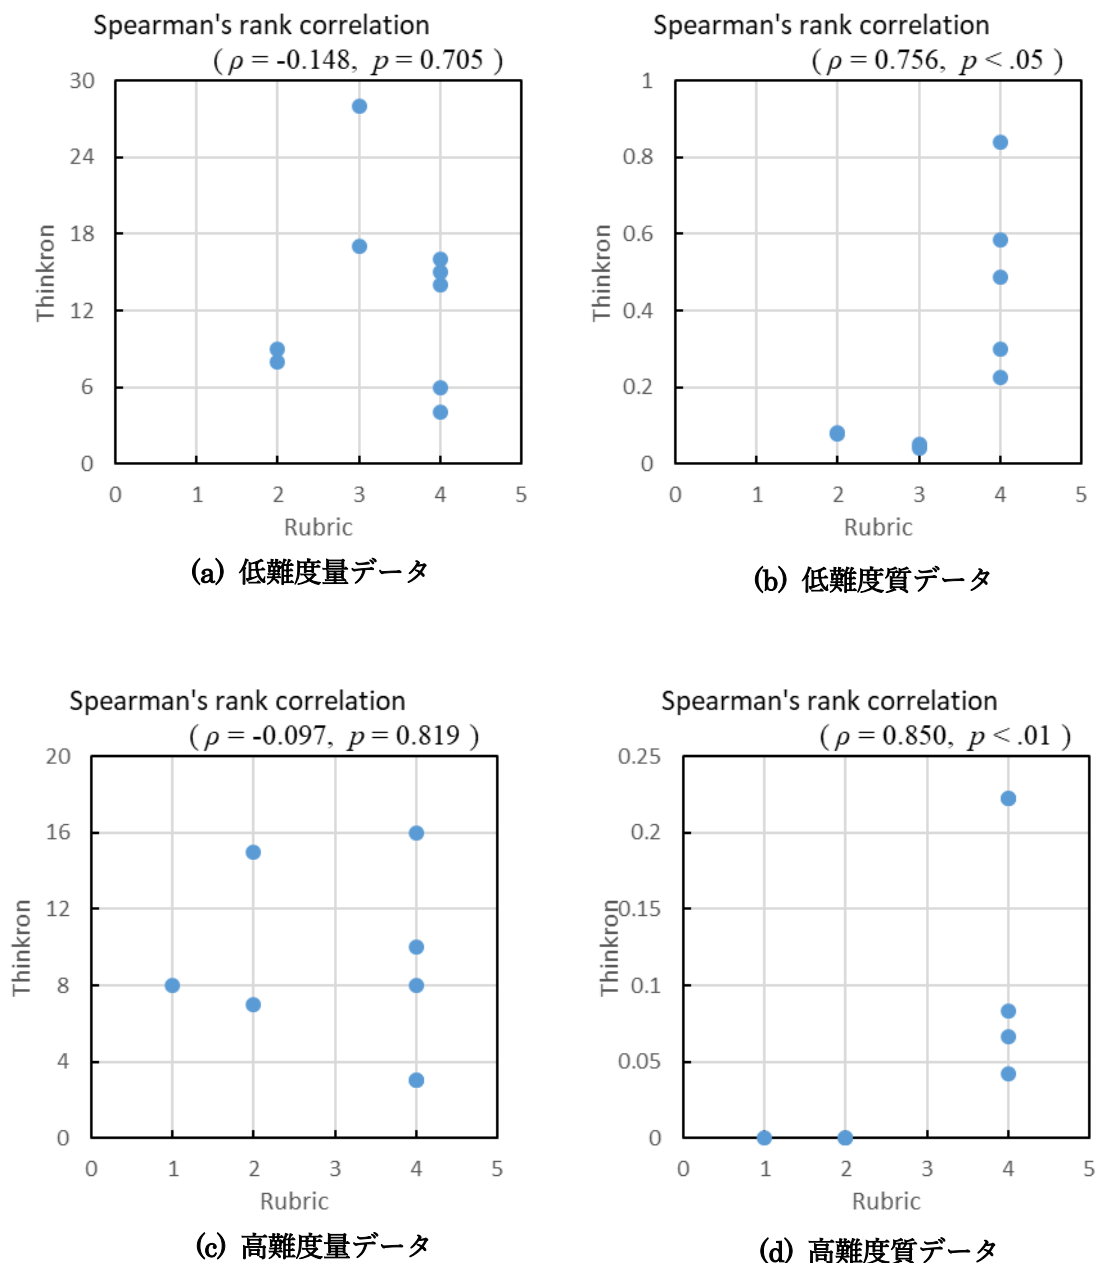 Spearman's rank correlation
( ρ = -0.148, p = 0.705 )
30
24
18
12
6
0
Thinkron
0 1 2 3 4 5
Rubric
(a) 低難度量データ
Spearman's rank correlation
( ρ = 0.756, p < .05 )
1
0.8
0.6
0.4
0.2
0
Thinkron
0 1 2 3 4 5
Rubric
(b) 低難度質データ
Spearman's rank correlation
( ρ = -0.097, p = 0.819 )
20
16
12
8
4
0
Thinkron
0 1 2 3 4 5
Rubric
(c) 高難度量データ
Spearman's rank correlation
( ρ = 0.850, p < .01 )
0.25
0.2
0.15
0.1
0.05
0
Thinkron
0 1 2 3 4 5
Rubric
(d) 高難度質データ